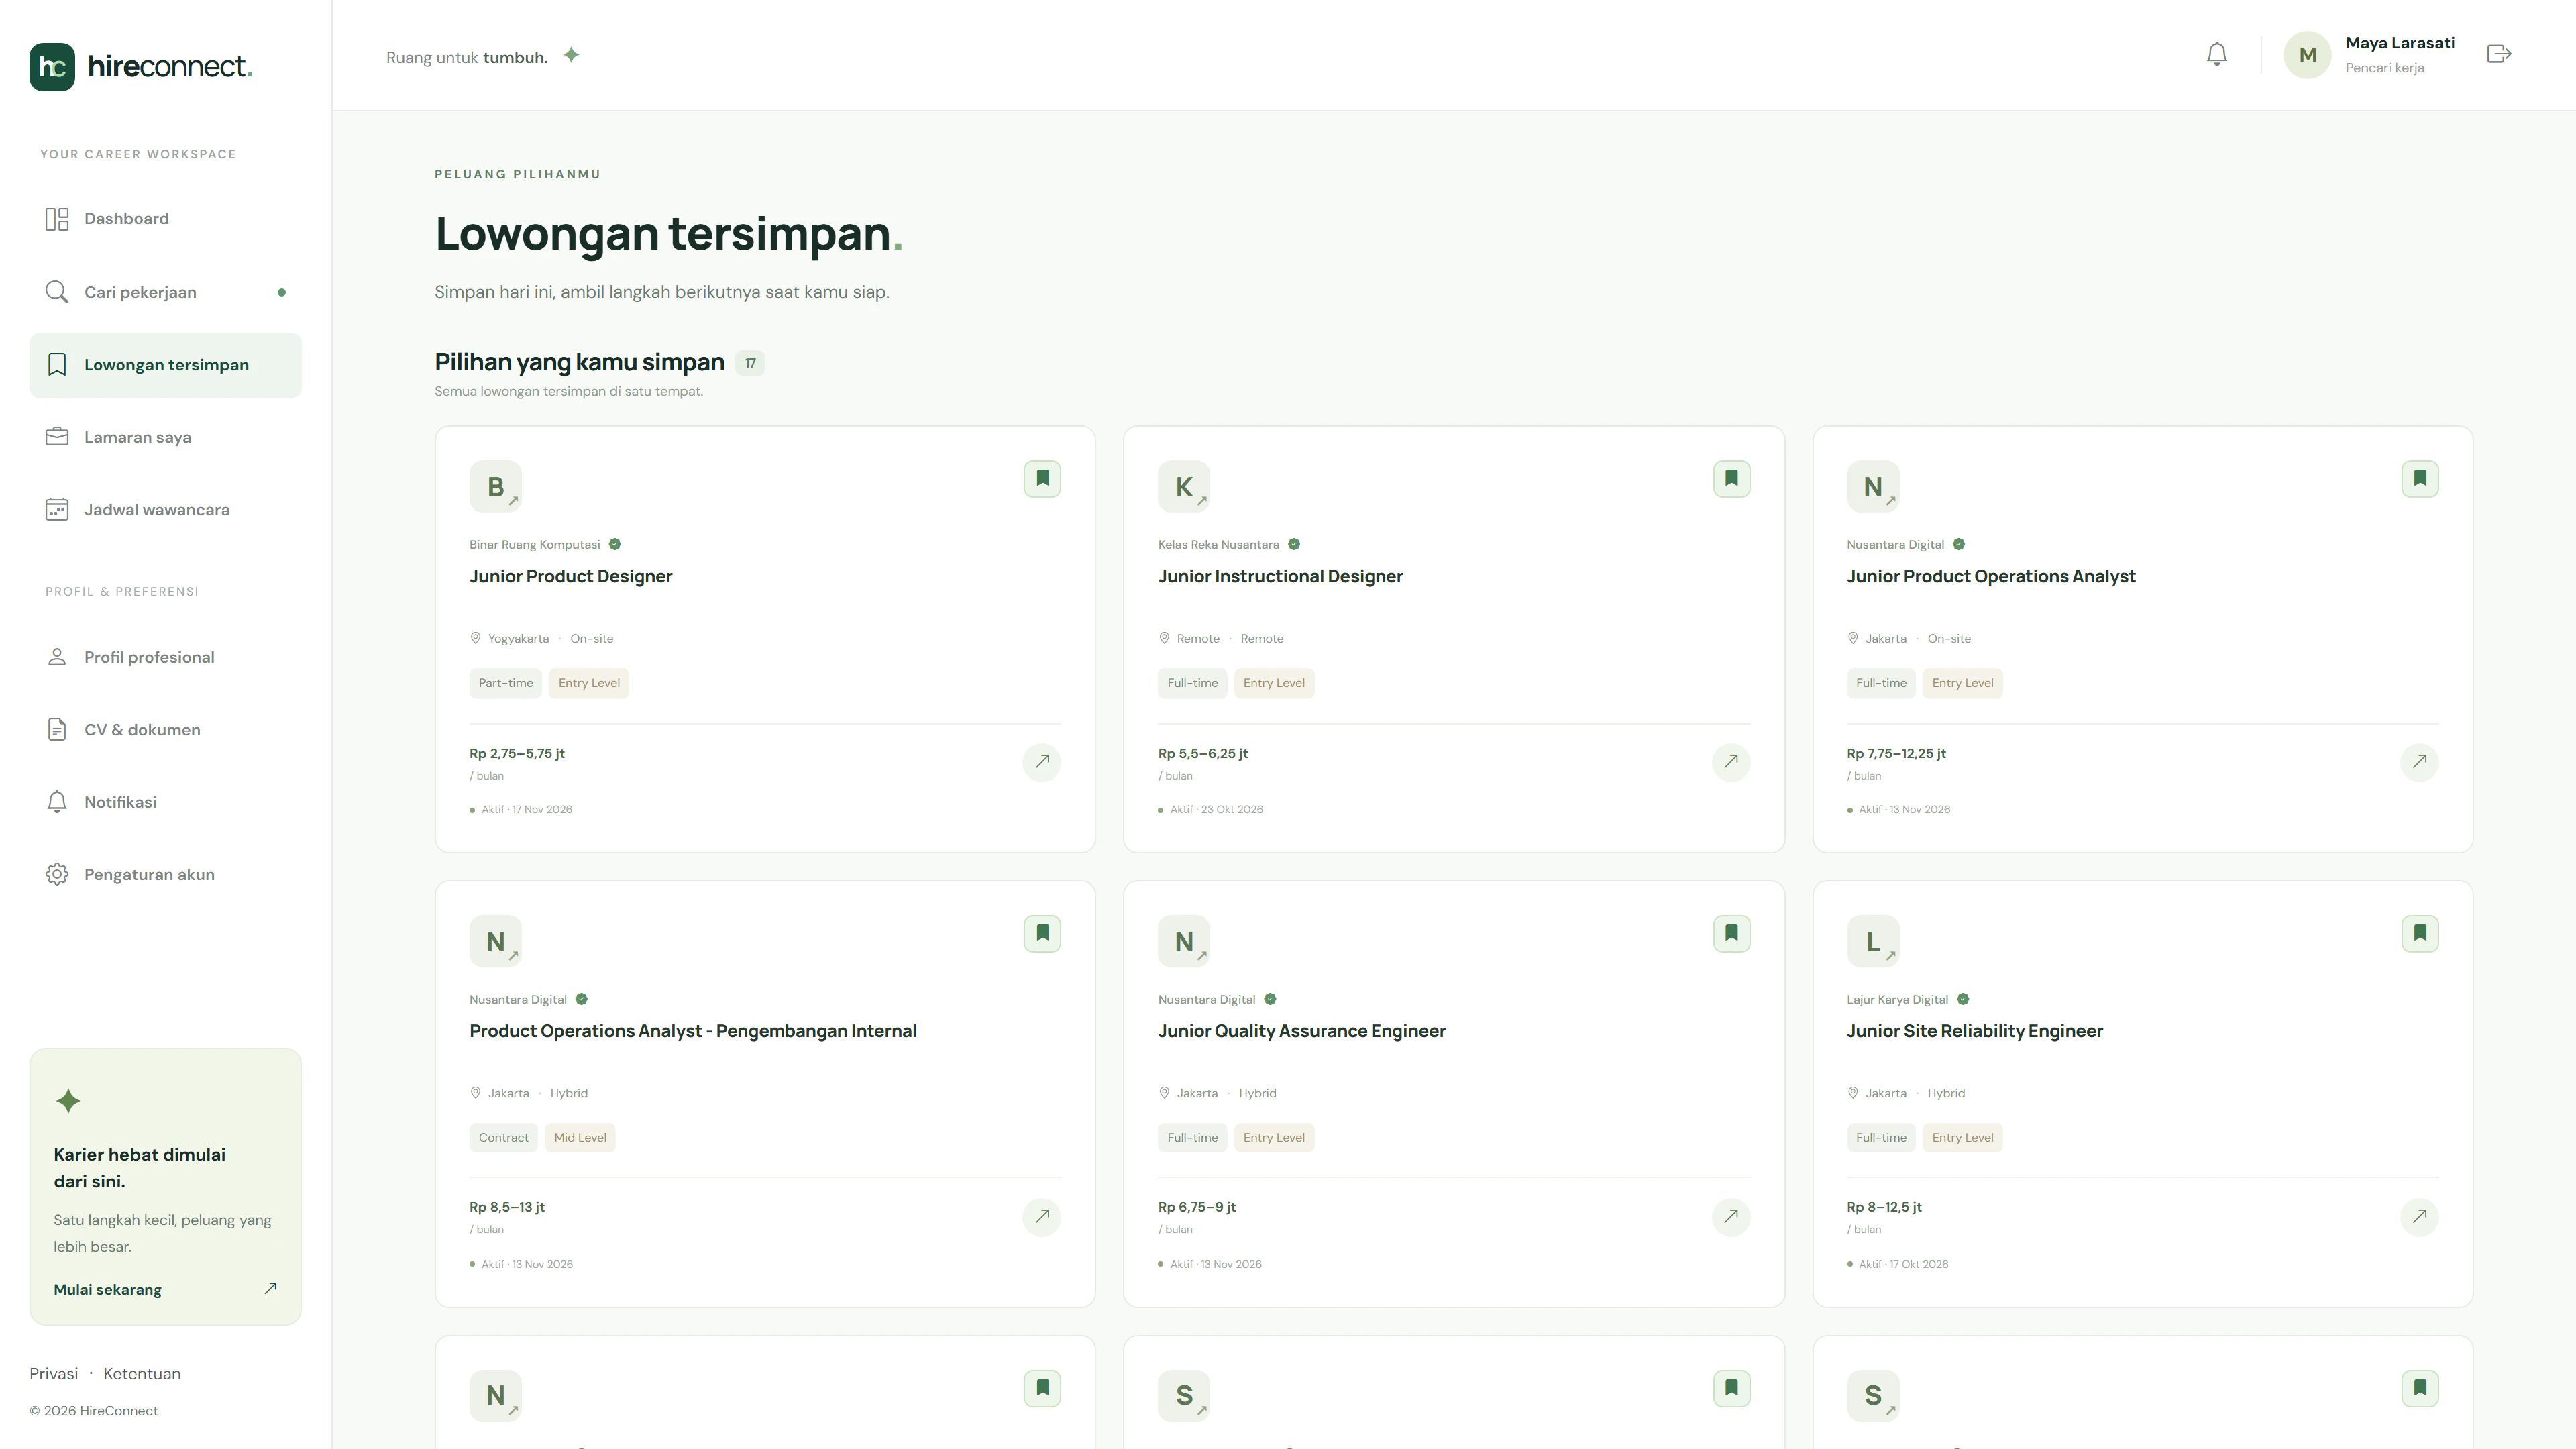 hc hireconnect.
YOUR CAREER WORKSPACE
Dashboard
Cari pekerjaan
Lowongan tersimpan
Lamaran saya
Jadwal wawancara
PROFIL & PREFERENSI
Profil profesional
CV & dokumen
Notifikasi
Pengaturan akun
Karier hebat dimulai
dari sini.
Satu langkah kecil, peluang yang
lebih besar.
Mulai sekarang
Privasi · Ketentuan
© 2026 HireConnect
Ruang untuk tumbuh.
M
Maya Larasati
Pencari kerja
PELUANG PILIHANMU
Lowongan tersimpan.
Simpan hari ini, ambil langkah berikutnya saat kamu siap.
Pilihan yang kamu simpan 17
Semua lowongan tersimpan di satu tempat.
B
Binar Ruang Komputasi
Junior Product Designer
Yogyakarta · On-site
Part-time Entry Level
Rp 2,75–5,75 jt
/ bulan
Aktif · 17 Nov 2026
K
Kelas Reka Nusantara
Junior Instructional Designer
Remote · Remote
Full-time Entry Level
Rp 5,5–6,25 jt
/ bulan
Aktif · 23 Okt 2026
N
Nusantara Digital
Junior Product Operations Analyst
Jakarta · On-site
Full-time Entry Level
Rp 7,75–12,25 jt
/ bulan
Aktif · 13 Nov 2026
N
Nusantara Digital
Product Operations Analyst - Pengembangan Internal
Jakarta · Hybrid
Contract Mid Level
Rp 8,5–13 jt
/ bulan
Aktif · 13 Nov 2026
N
Nusantara Digital
Junior Quality Assurance Engineer
Jakarta · Hybrid
Full-time Entry Level
Rp 6,75–9 jt
/ bulan
Aktif · 13 Nov 2026
L
Lajur Karya Digital
Junior Site Reliability Engineer
Jakarta · Hybrid
Full-time Entry Level
Rp 8–12,5 jt
/ bulan
Aktif · 17 Okt 2026
N
S
S